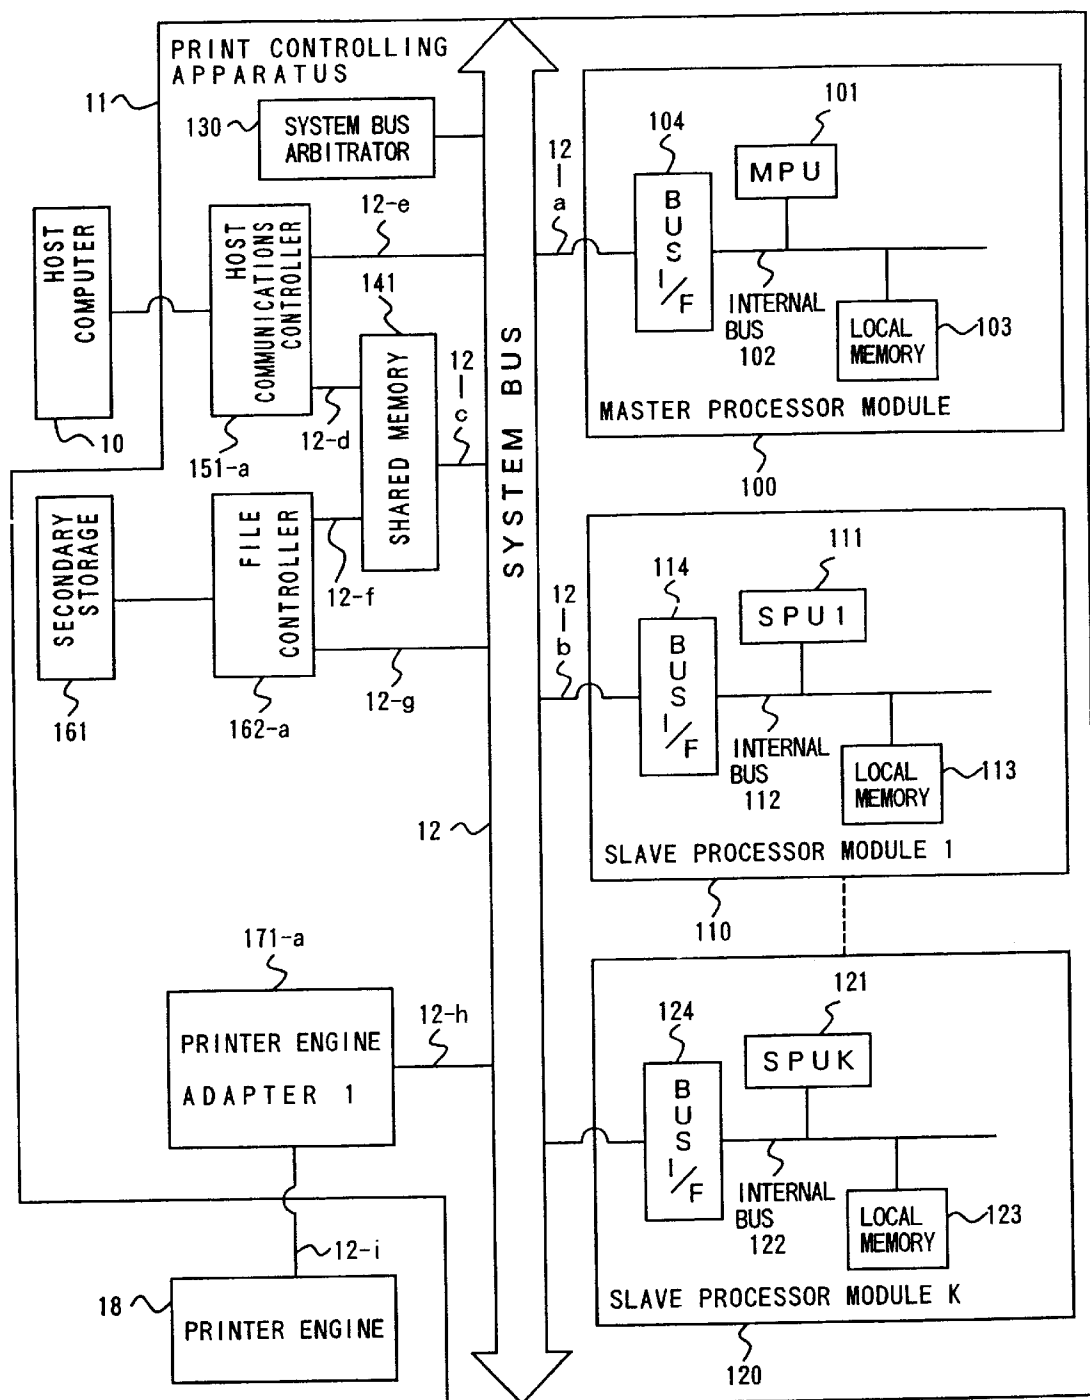 PRINT CONTROLLING
APPARATUS
11
130
SYSTEM BUS
ARBITRATOR
HOST
COMPUTER
10
HOST
COMMUNICATIONS
CONTROLLER
151-a
12-e
12-d
141
SHARED MEMORY
12-c
SECONDARY
STORAGE
161
FILE
CONTROLLER
162-a
12-f
12-g
SYSTEM BUS
12
171-a
PRINTER ENGINE
ADAPTER 1
12-h
12-i
18
PRINTER ENGINE
12-a
104
BUS I/F
101
MPU
INTERNAL
BUS
102
LOCAL
MEMORY
103
MASTER PROCESSOR MODULE
100
12-b
114
BUS I/F
111
SPU1
INTERNAL
BUS
112
LOCAL
MEMORY
113
SLAVE PROCESSOR MODULE 1
110
124
BUS I/F
121
SPUK
INTERNAL
BUS
122
LOCAL
MEMORY
123
SLAVE PROCESSOR MODULE K
120